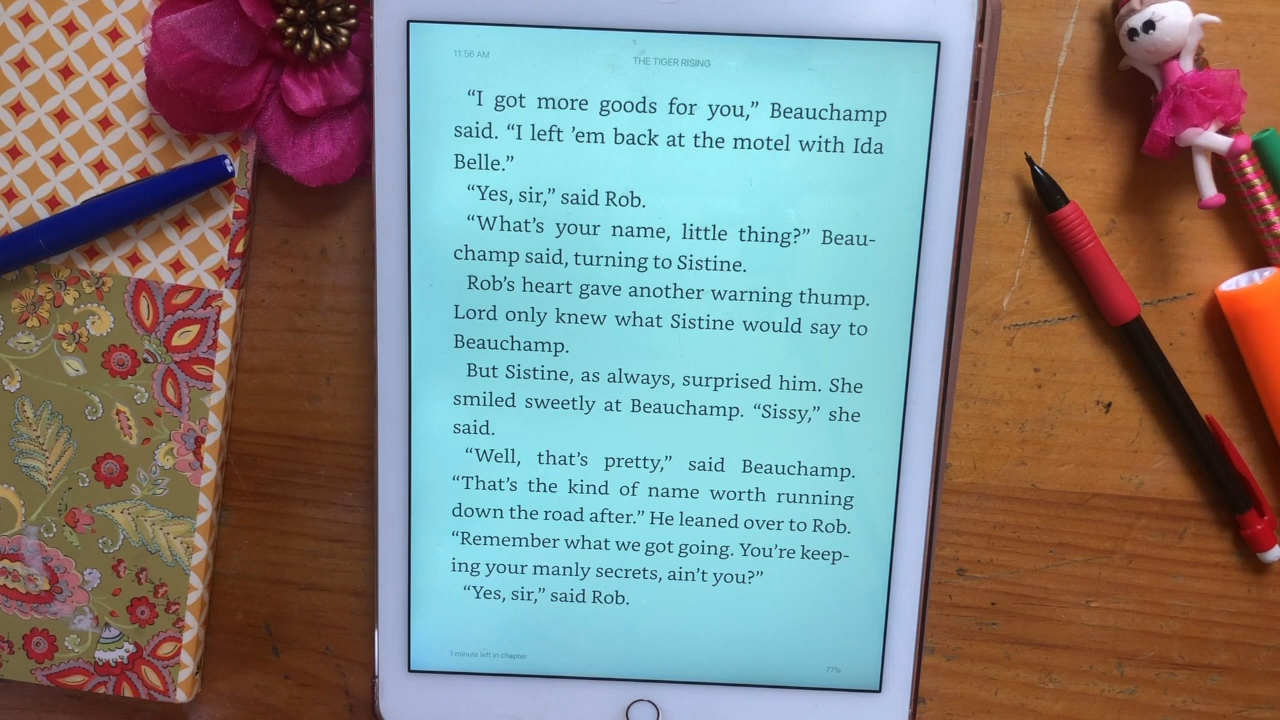 11:56 AM
THE TIGER RISING
“I got more goods for you,” Beauchamp
said. “I left ’em back at the motel with Ida
Belle.”
“Yes, sir,” said Rob.
“What’s your name, little thing?” Beau-
champ said, turning to Sistine.
Rob’s heart gave another warning thump.
Lord only knew what Sistine would say to
Beauchamp.
But Sistine, as always, surprised him. She
smiled sweetly at Beauchamp. “Sissy,” she
said.
“Well, that’s pretty,” said Beauchamp.
“That’s the kind of name worth running
down the road after.” He leaned over to Rob.
“Remember what we got going. You’re keep-
ing your manly secrets, ain’t you?”
“Yes, sir,” said Rob.
1 minute left in chapter
77%